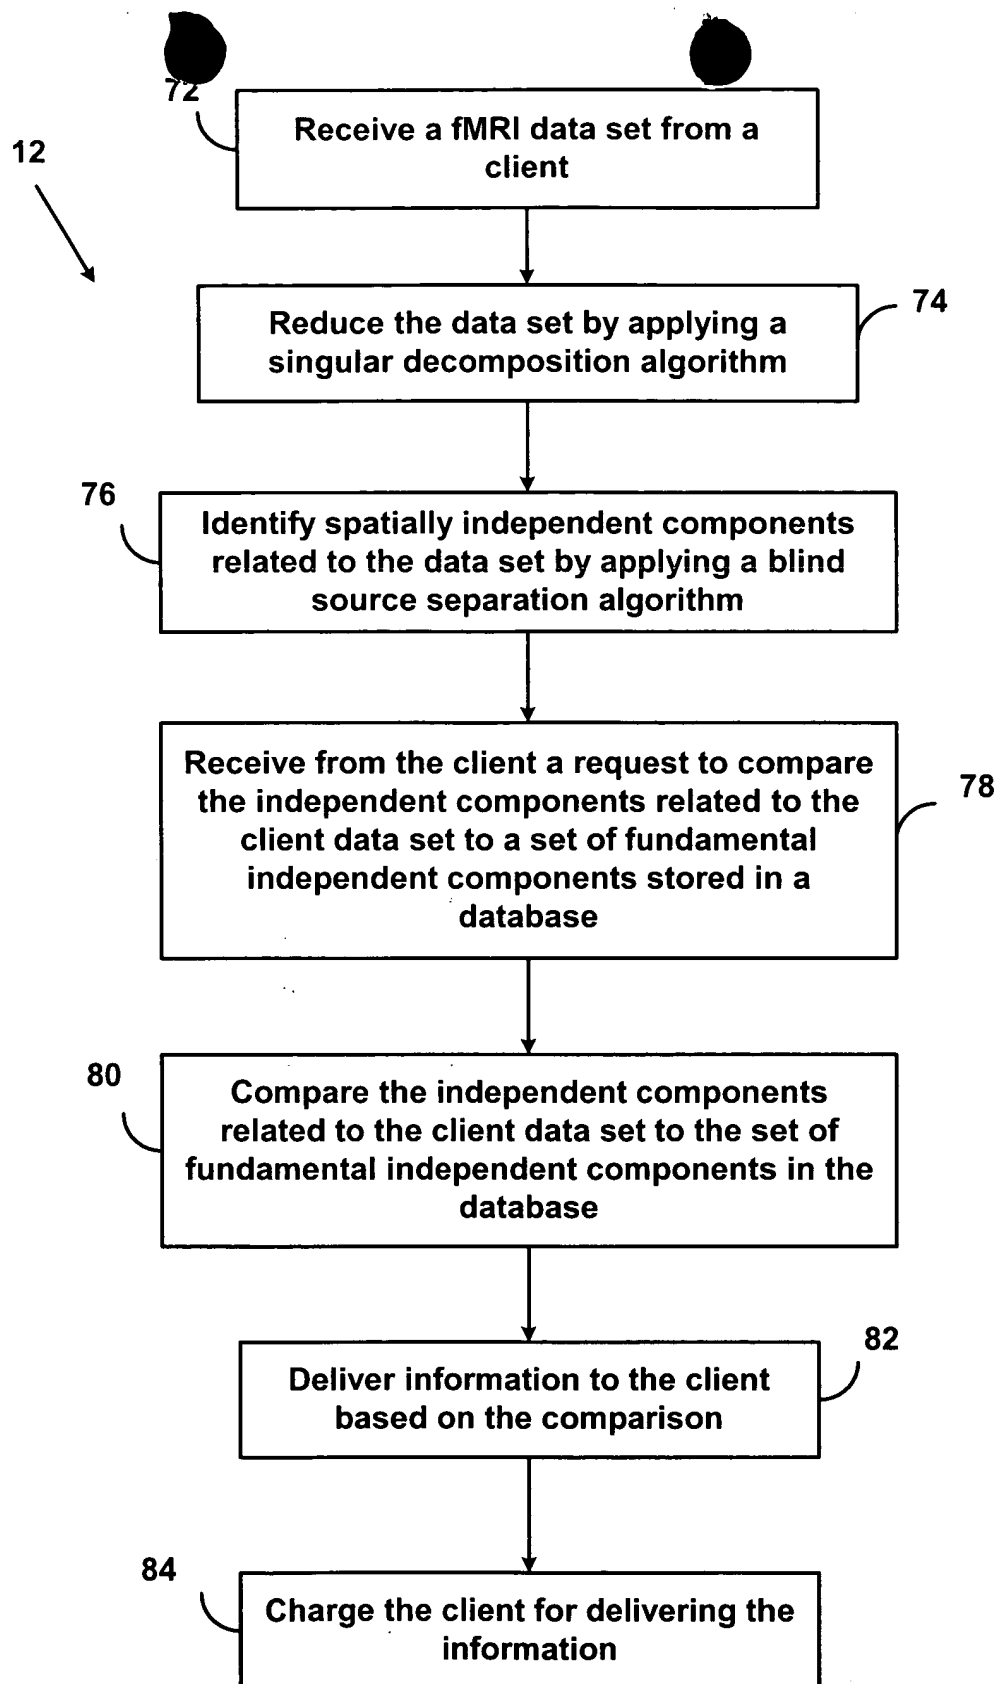 72
Receive a fMRI data set from a
client
12
Reduce the data set by applying a
singular decomposition algorithm
74
76
Identify spatially independent components
related to the data set by applying a blind
source separation algorithm
Receive from the client a request to compare
the independent components related to the
client data set to a set of fundamental
independent components stored in a
database
78
80
Compare the independent components
related to the client data set to the set of
fundamental independent components in the
database
82
Deliver information to the client
based on the comparison
84
Charge the client for delivering the
information